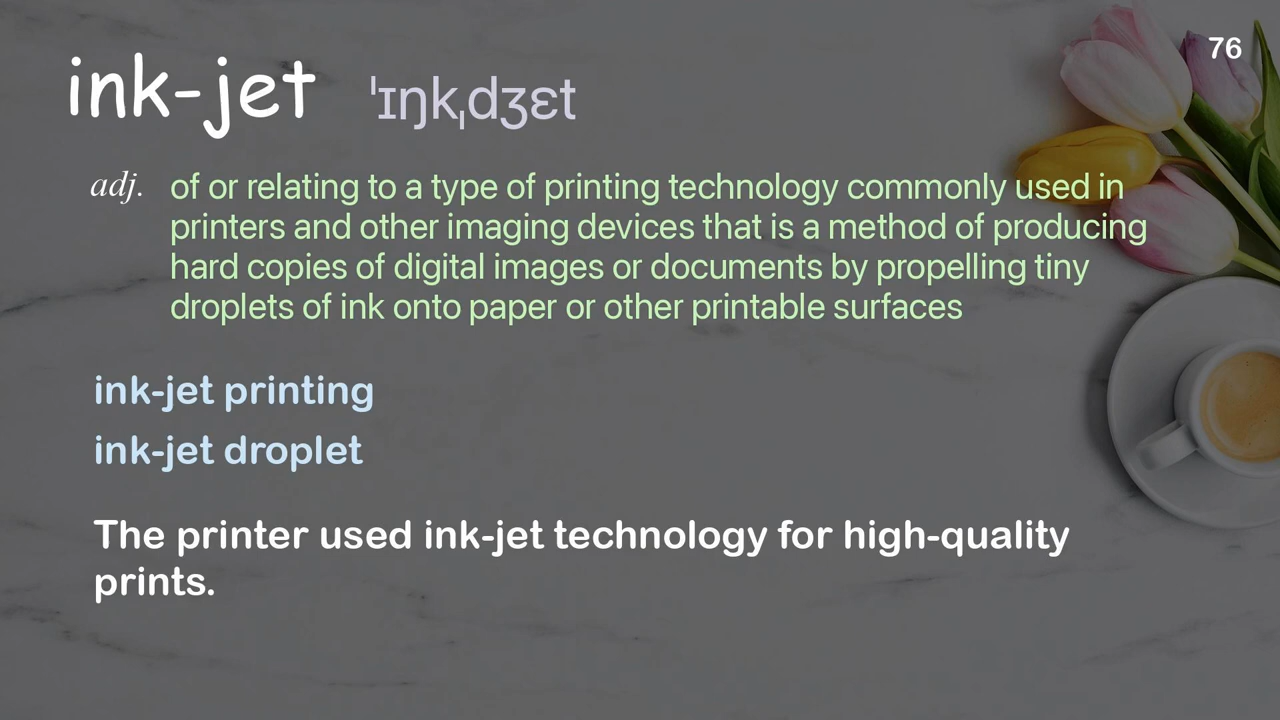 76
ink-jet ˈɪŋkˌdʒɛt
adj. of or relating to a type of printing technology commonly used in
printers and other imaging devices that is a method of producing
hard copies of digital images or documents by propelling tiny
droplets of ink onto paper or other printable surfaces
ink-jet printing
ink-jet droplet
The printer used ink-jet technology for high-quality
prints.